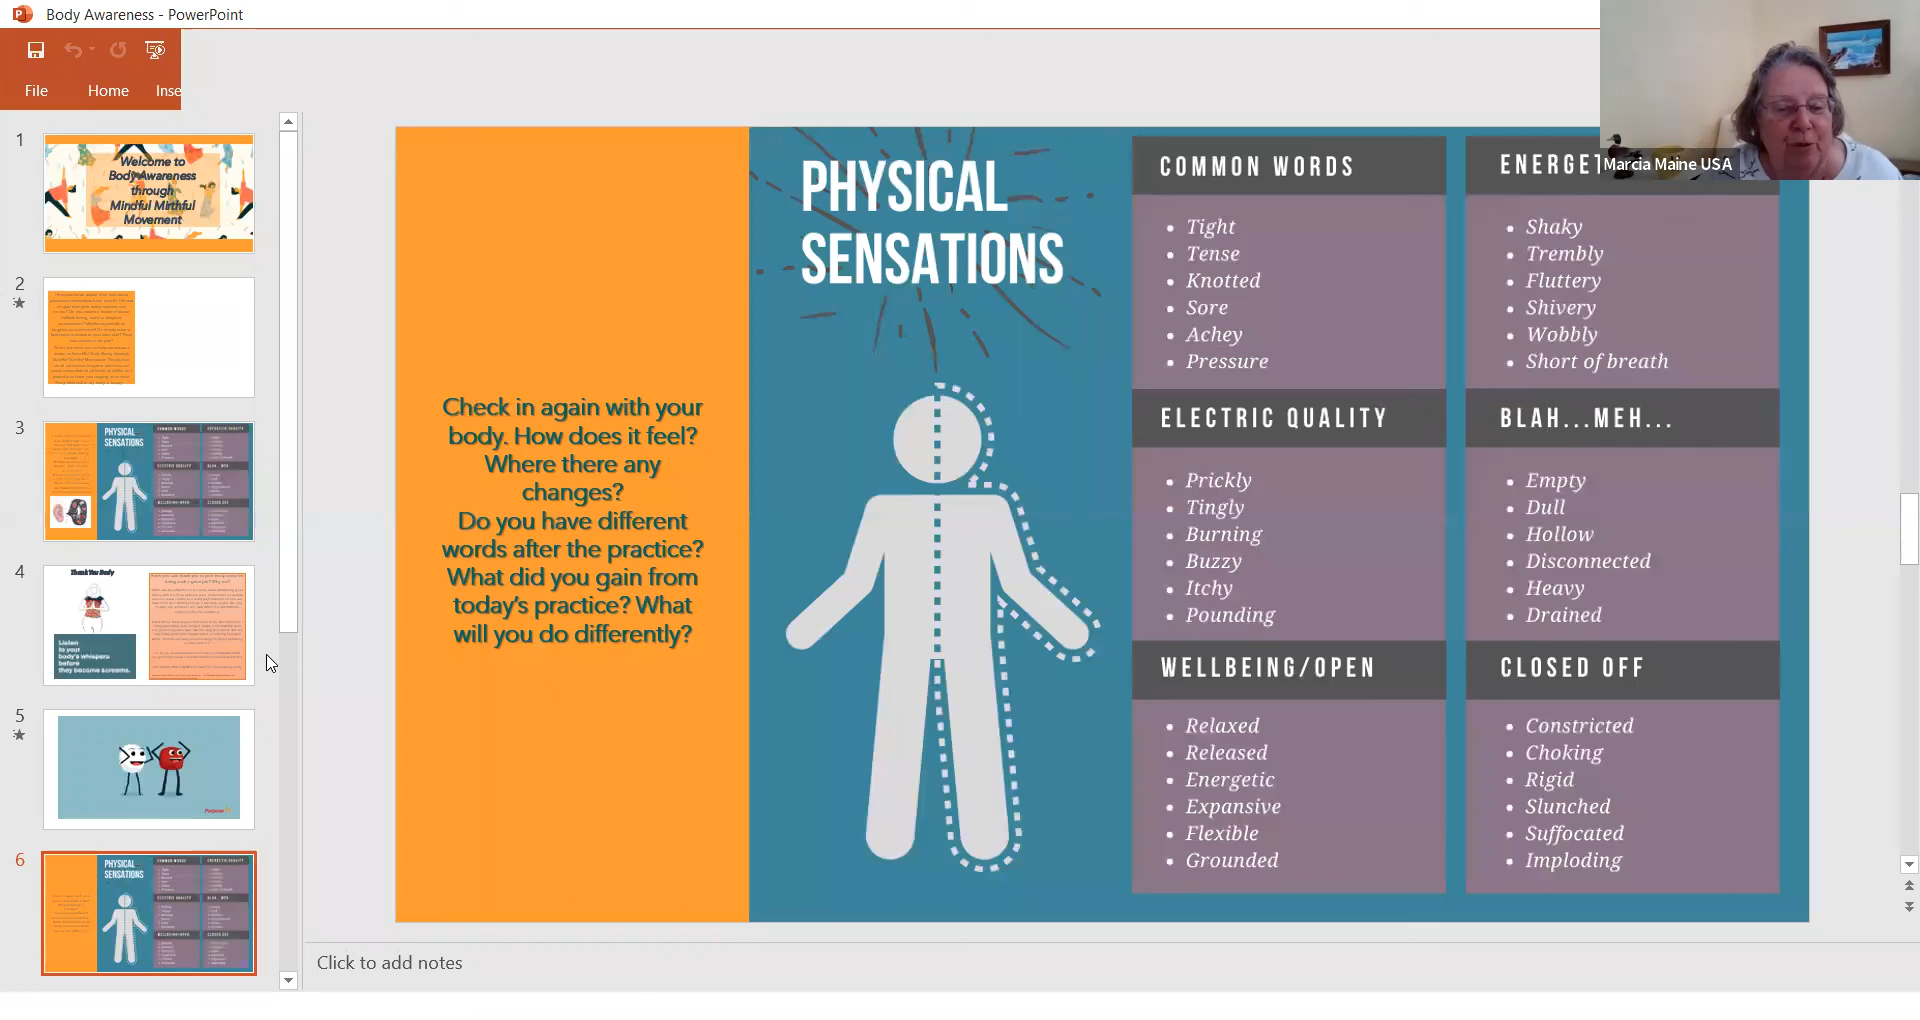 Body Awareness - PowerPoint
File
Home
Inse
1
Welcome to
Body Awareness
through
Mindful Mirthful
Movement
2
3
PHYSICAL
SENSATIONS
4
Thank You Body
Listen
to your
body's whispers
before
they become screams.
5
6
PHYSICAL
SENSATIONS
Check in again with your
body. How does it feel?
Where there any
changes?
Do you have different
words after the practice?
What did you gain from
today's practice? What
will you do differently?
PHYSICAL
SENSATIONS
COMMON WORDS
Tight
Tense
Knotted
Sore
Achey
Pressure
ENERGET
Shaky
Trembly
Fluttery
Shivery
Wobbly
Short of breath
ELECTRIC QUALITY
Prickly
Tingly
Burning
Buzzy
Itchy
Pounding
BLAH...MEH...
Empty
Dull
Hollow
Disconnected
Heavy
Drained
WELLBEING/OPEN
Relaxed
Released
Energetic
Expansive
Flexible
Grounded
CLOSED OFF
Constricted
Choking
Rigid
Slunched
Suffocated
Imploding
Marcia Maine USA
Click to add notes